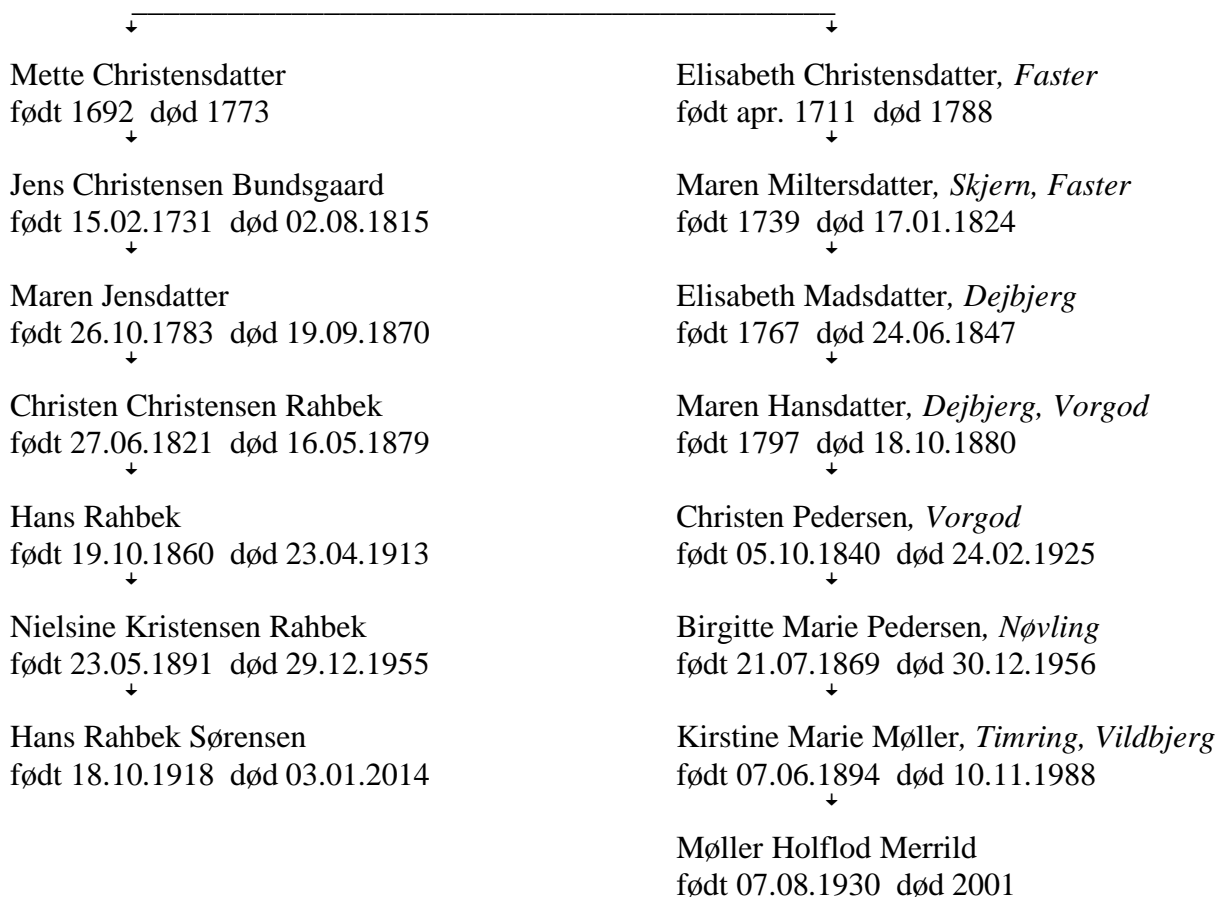 Mette Christensdatter
født 1692 død 1773
Jens Christensen Bundsgaard
født 15.02.1731 død 02.08.1815
Maren Jensdatter
født 26.10.1783 død 19.09.1870
Christen Christensen Rahbek
født 27.06.1821 død 16.05.1879
Hans Rahbek
født 19.10.1860 død 23.04.1913
Nielsine Kristensen Rahbek
født 23.05.1891 død 29.12.1955
Hans Rahbek Sørensen
født 18.10.1918 død 03.01.2014
Elisabeth Christensdatter, Faster
født apr. 1711 død 1788
Maren Miltersdatter, Skjern, Faster
født 1739 død 17.01.1824
Elisabeth Madsdatter, Dejbjerg
født 1767 død 24.06.1847
Maren Hansdatter, Dejbjerg, Vorgod
født 1797 død 18.10.1880
Christen Pedersen, Vorgod
født 05.10.1840 død 24.02.1925
Birgitte Marie Pedersen, Nøvling
født 21.07.1869 død 30.12.1956
Kirstine Marie Møller, Timring, Vildbjerg
født 07.06.1894 død 10.11.1988
Møller Holflod Merrild
født 07.08.1930 død 2001